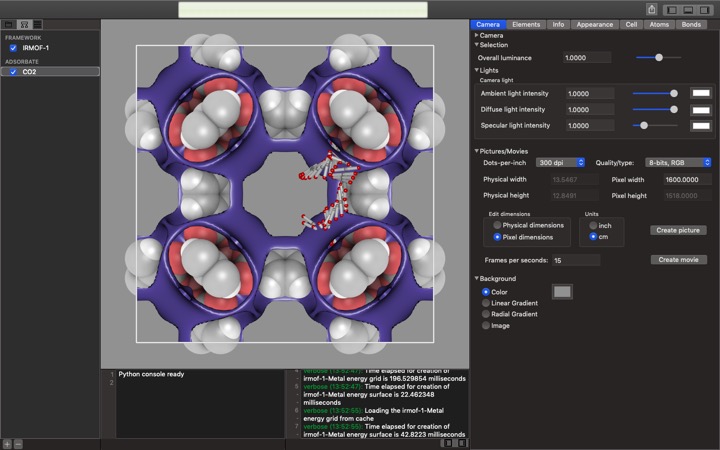 Camera Elements Info Appearance Cell Atoms Bonds
FRAMEWORK
IRMOF-1
ADSORBATE
CO2
Camera
Selection
Overall luminance 1.0000
Lights
Camera light
Ambient light intensity 1.0000
Diffuse light intensity 1.0000
Specular light intensity 1.0000
Pictures/Movies
Dots-per-inch 300 dpi Quality/type: 8-bits, RGB
Physical width 13.5467 Pixel width 1600.0000
Physical height 12.8491 Pixel height 1518.0000
Edit dimensions Units
Physical dimensions inch
Pixel dimensions cm
Create picture
Frames per seconds: 15 Create movie
Background
Color
Linear Gradient
Radial Gradient
Image
1 Python console ready
2
4 verbose (13:52:47): Time elapsed for creation of
irmof-1-Metal energy grid is 196.529854 milliseconds
5 verbose (13:52:47): Time elapsed for creation of
irmof-1-Metal energy surface is 22.462348
milliseconds
6 verbose (13:52:55): Loading the irmof-1-Metal
energy grid from cache
7 verbose (13:52:55): Time elapsed for creation of
irmof-1-Metal energy surface is 42.8223 milliseconds